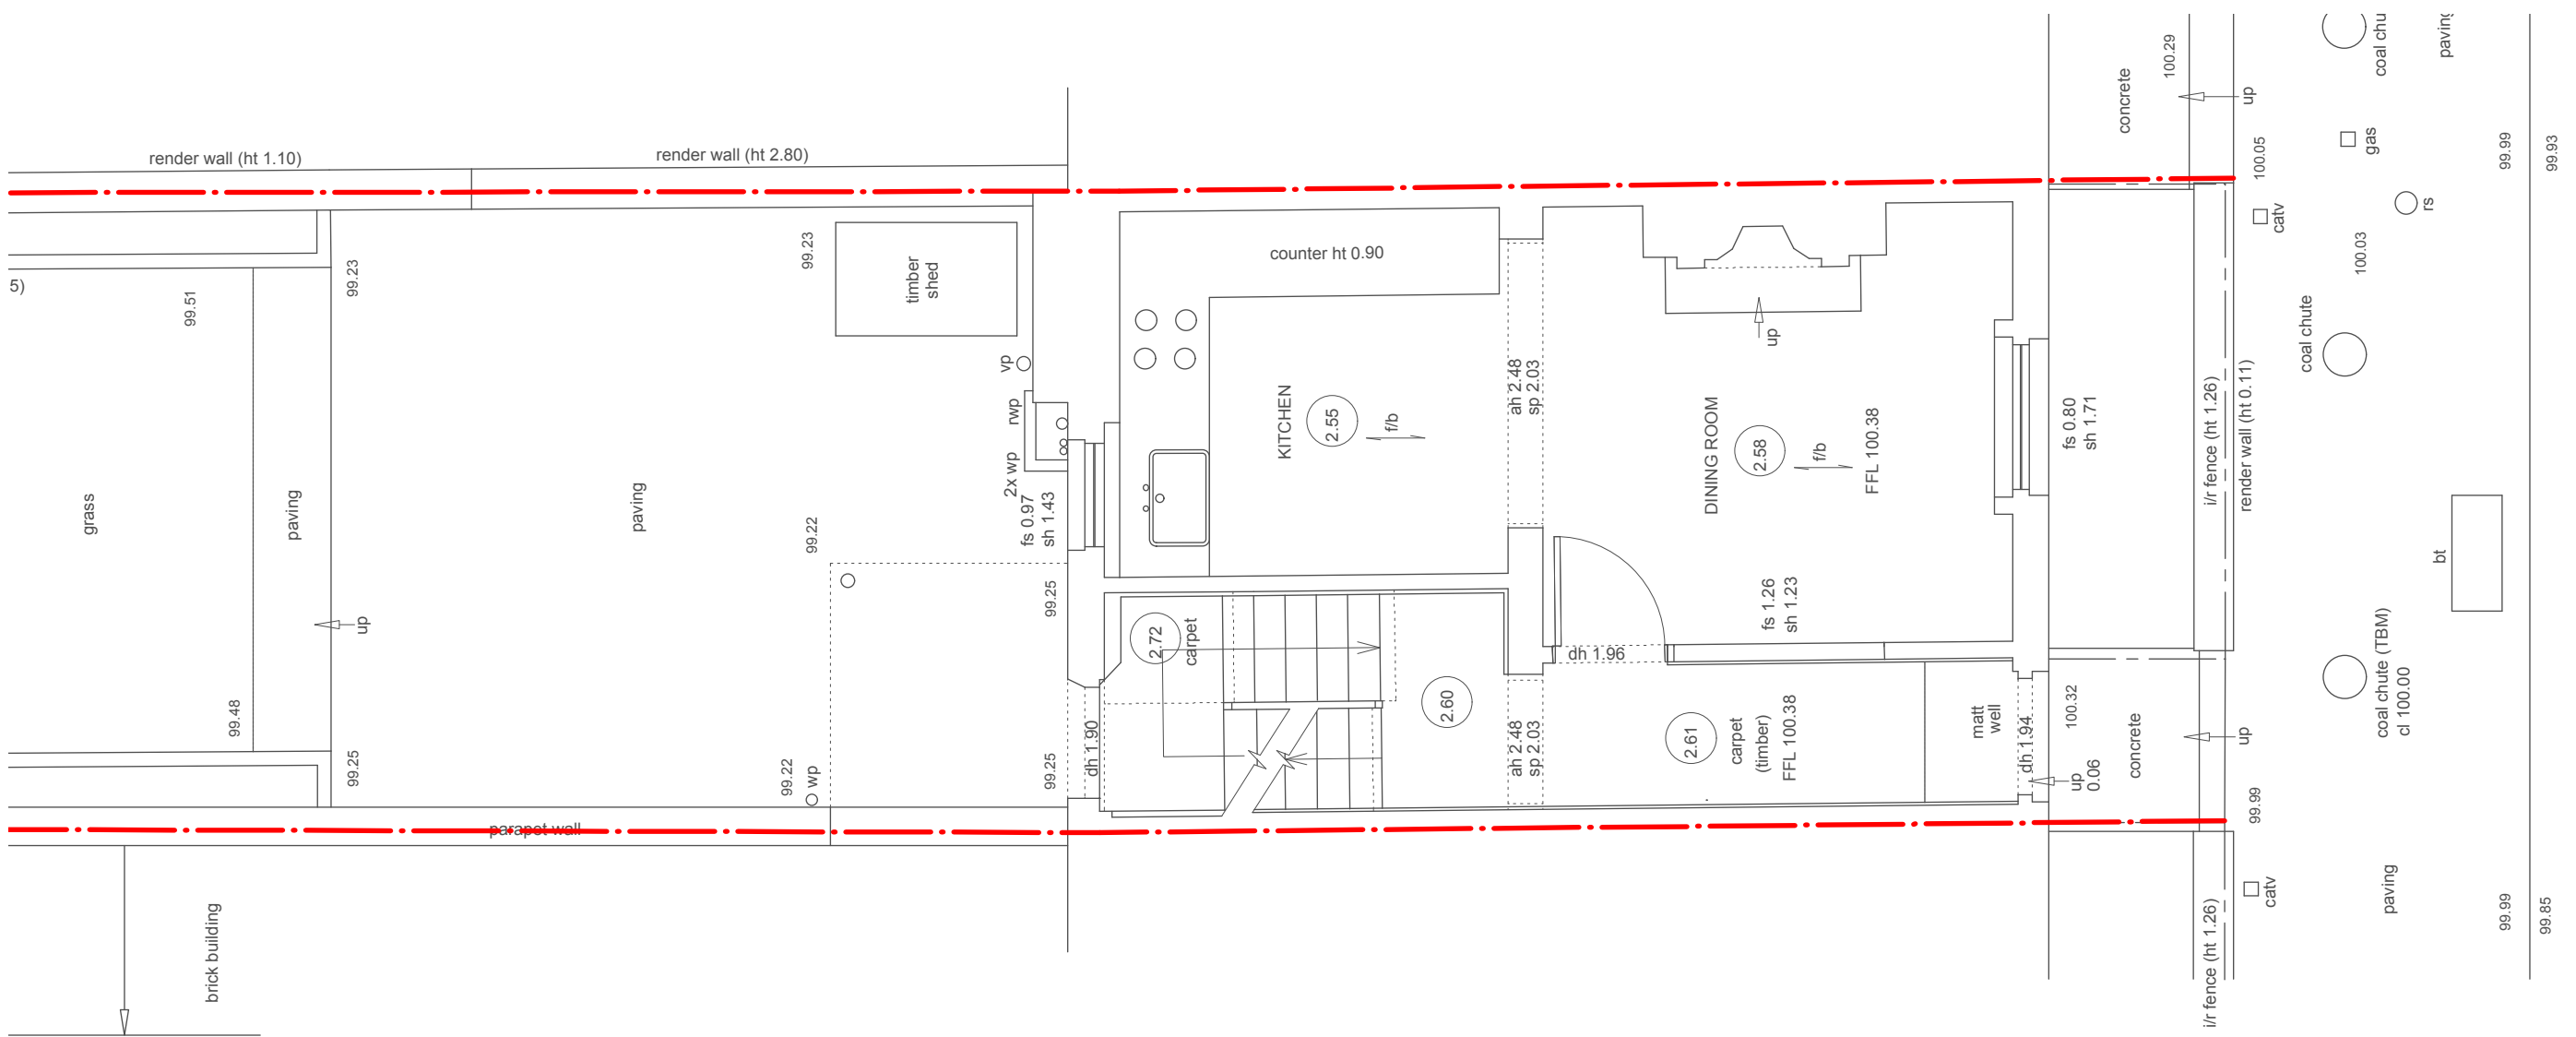 render wall (ht 1.10)
render wall (ht 2.80)
5)
99.51
99.23
grass
paving
up
99.48
99.25
paving
99.23
timber
shed
vp
rwp
2x wp
fs 0.97
sh 1.43
99.22
99.25
99.22
wp
99.25
dh 1.90
parapet wall
brick building
counter ht 0.90
KITCHEN
2.55
f/b
ah 2.48
sp 2.03
up
DINING ROOM
2.58
f/b
FFL 100.38
fs 1.26
sh 1.23
dh 1.96
2.72
carpet
2.60
ah 2.48
sp 2.03
2.61
carpet
(timber)
FFL 100.38
matt
well
dh 1.94
up
0.06
100.32
concrete
up
99.99
fs 0.80
sh 1.71
i/r fence (ht 1.26)
render wall (ht 0.11)
concrete
100.29
up
100.05
catv
gas
rs
100.03
coal chu
paving
99.99
99.93
coal chute
bt
coal chute (TBM)
cl 100.00
catv
i/r fence (ht 1.26)
paving
99.99
99.85